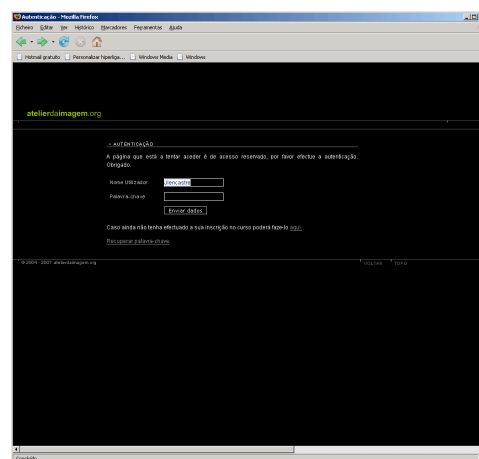 Autenticação - Mozilla Firefox
Ficheiro Editar Ver Histórico Marcadores Ferramentas Ajuda
Hotmail gratuito Personalizar hiperliga... Windows Media Windows
atelierdaimagem.org
AUTENTICAÇÃO
A página que está a tentar aceder é de acesso reservado, por favor efectue a autenticação.
Obrigado.
Nome Utilizador Jlencastre
Palavra-chave
Enviar dados
Caso ainda não tenha efectuado a sua inscrição no curso poderá faze-lo aqui.
Recuperar palavra-chave.
© 2004 - 2007 atelierdaimagem.org VOLTAR TOPO
Concluído